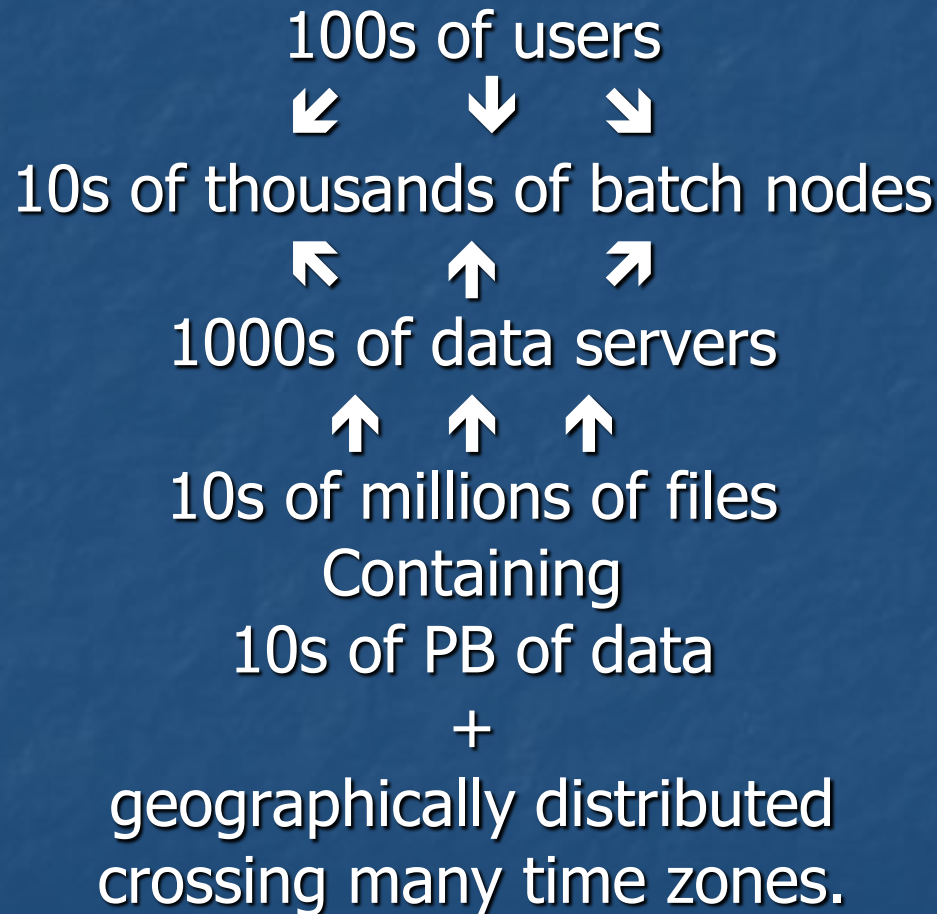 100s of users
🡿 🡻 🡾
10s of thousands of batch nodes
🡼 🡹 🡽
1000s of data servers
🡹 🡹 🡹
10s of millions of files
Containing
10s of PB of data
+
geographically distributed
crossing many time zones.